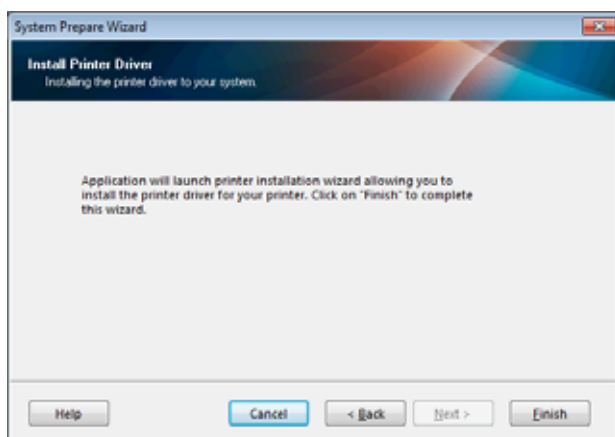 System Prepare Wizard
Install Printer Driver
Installing the printer driver to your system.
Application will launch printer installation wizard allowing you to
install the printer driver for your printer. Click on "Finish" to complete
this wizard.
Help
Cancel
< Back
Next >
Finish